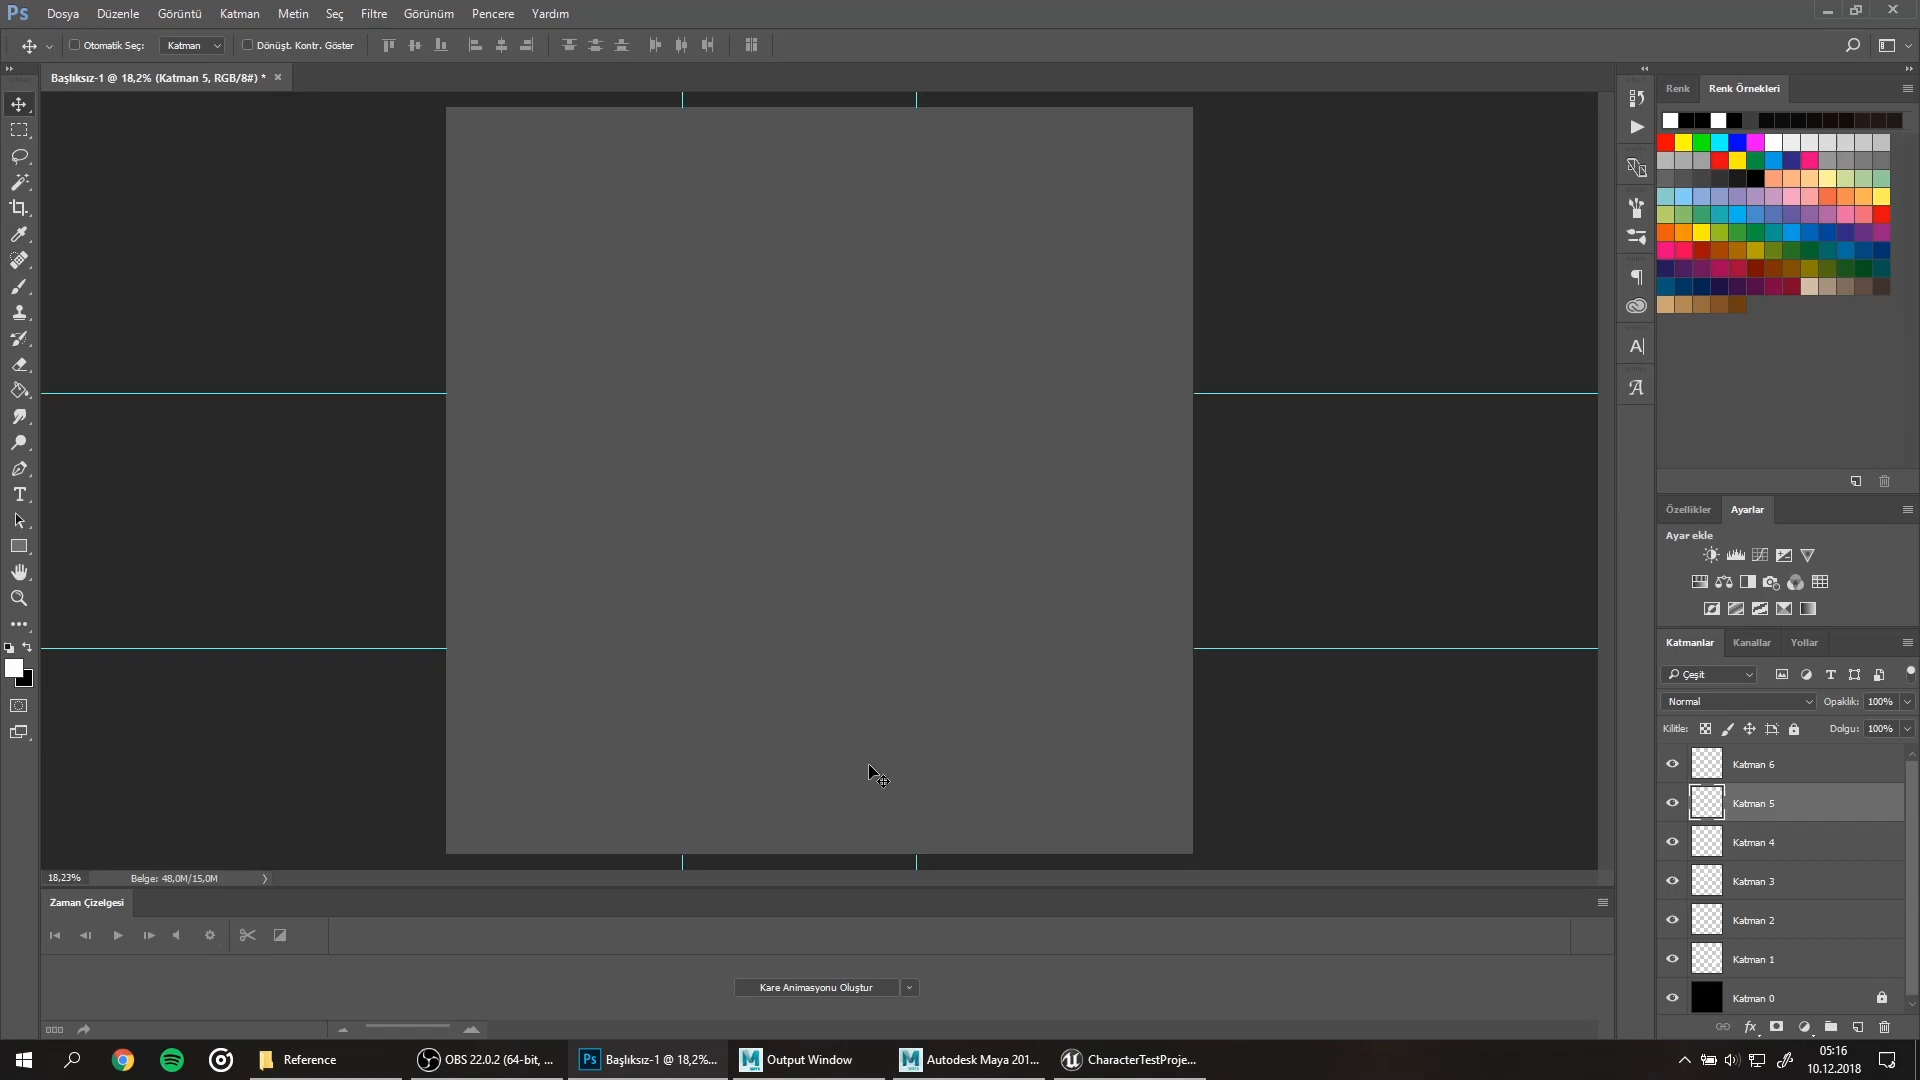 Ps Dosya Düzenle Görüntü Katman Metin Seç Filtre Görünüm Pencere Yardım
Otomatik Seç: Katman Dönüşt. Kontr. Göster
Başlıksız-1 @ 18,2% (Katman 5, RGB/8#) *
Renk Renk Örnekleri
Özellikler Ayarlar
Ayar ekle
Katmanlar Kanallar Yollar
Çeşit
Normal Opaklık: 100%
Kilitle: Dolgu: 100%
Katman 6
Katman 5
Katman 4
Katman 3
Katman 2
Katman 1
Katman 0
18,23% Belge: 48,0M/15,0M
Zaman Çizelgesi
Kare Animasyonu Oluştur
Reference
OBS 22.0.2 (64-bit, ...
Ps Başlıksız-1 @ 18,2%...
Output Window
Autodesk Maya 201...
CharacterTestProje...
05:16
10.12.2018